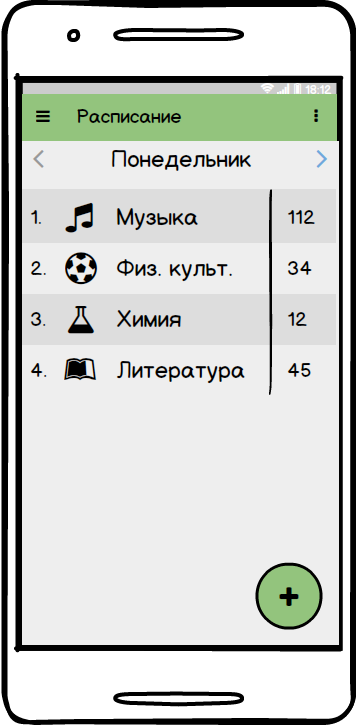 18:12
Расписание
Понедельник
1. Музыка 112
2. Физ. культ. 34
3. Химия 12
4. Литература 45